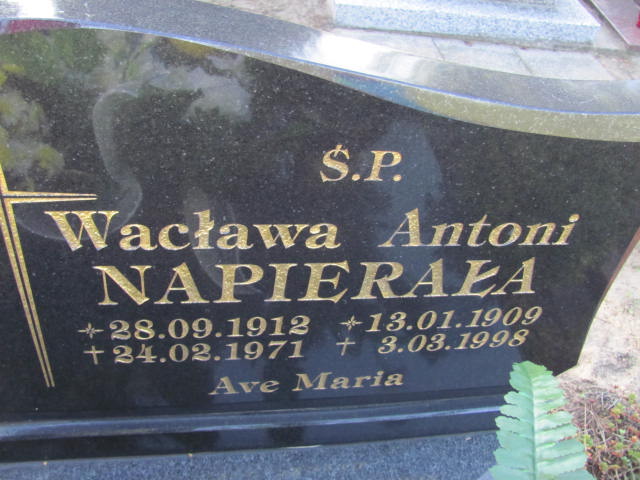 Ś.P.
Wacława Antoni
NAPIERAŁA
*28.09.1912 *13.01.1909
+24.02.1971 + 3.03.1998
Ave Maria